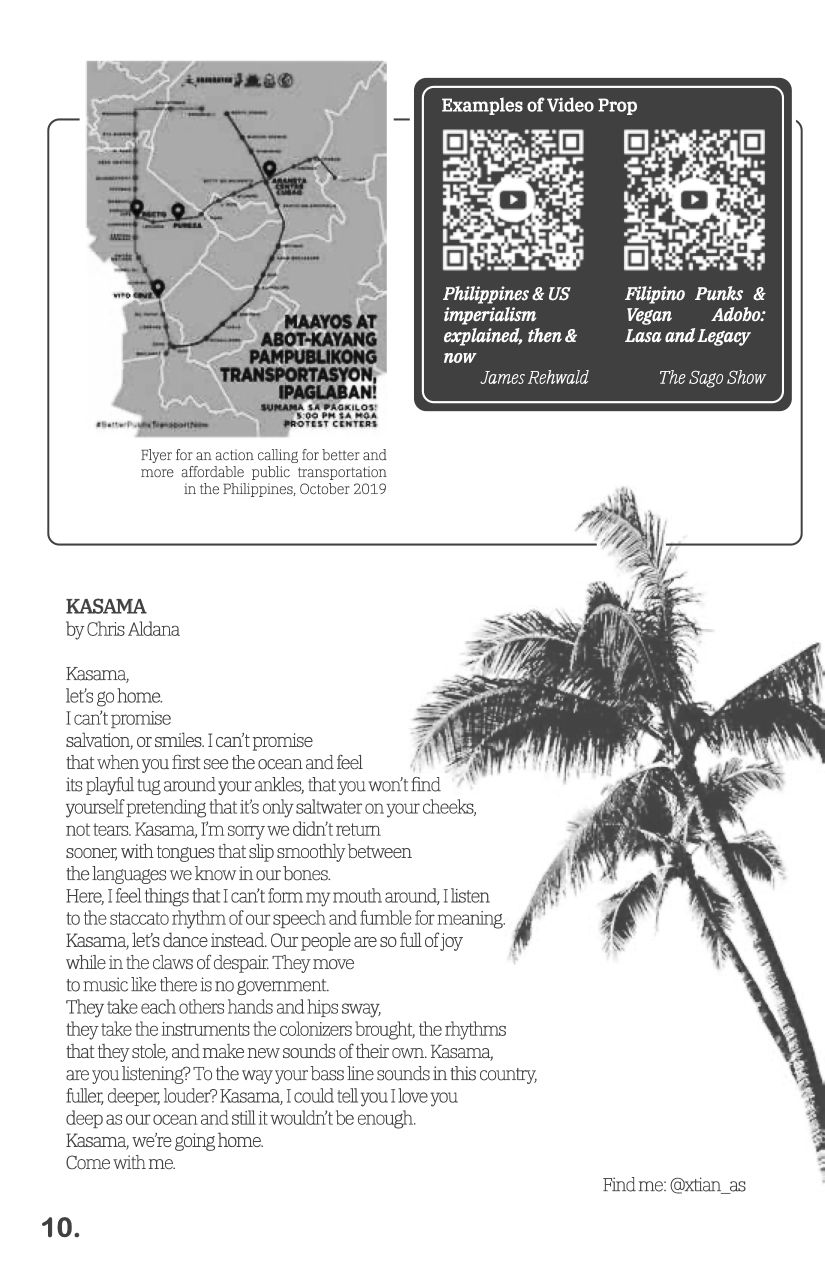 ARANETA
CENTER
CUBAO
RECTO
PUREZA
VITO CRUZ
MAAYOS AT
ABOT-KAYANG
PAMPUBLIKONG
TRANSPORTASYON,
IPAGLABAN!
SUMAMA SA PAGKILOS!
5:00 PM SA MGA
PROTEST CENTERS
#BetterPublicTransportNow
Flyer for an action calling for better and
more affordable public transportation
in the Philippines, October 2019
Examples of Video Prop
Philippines & US
imperialism
explained, then &
now
James Rehwald
Filipino Punks &
Vegan Adobo:
Lasa and Legacy
The Sago Show
KASAMA
by Chris Aldana
Kasama,
let's go home.
I can't promise
salvation, or smiles. I can't promise
that when you first see the ocean and feel
its playful tug around your ankles, that you won't find
yourself pretending that it's only saltwater on your cheeks,
not tears. Kasama, I'm sorry we didn't return
sooner, with tongues that slip smoothly between
the languages we know in our bones.
Here, I feel things that I can't form my mouth around, I listen
to the staccato rhythm of our speech and fumble for meaning.
Kasama, let's dance instead. Our people are so full of joy
while in the claws of despair. They move
to music like there is no government.
They take each others hands and hips sway,
they take the instruments the colonizers brought, the rhythms
that they stole, and make new sounds of their own. Kasama,
are you listening? To the way your bass line sounds in this country,
fuller, deeper, louder? Kasama, I could tell you I love you
deep as our ocean and still it wouldn't be enough.
Kasama, we're going home.
Come with me.
Find me: @xtian_as
10.